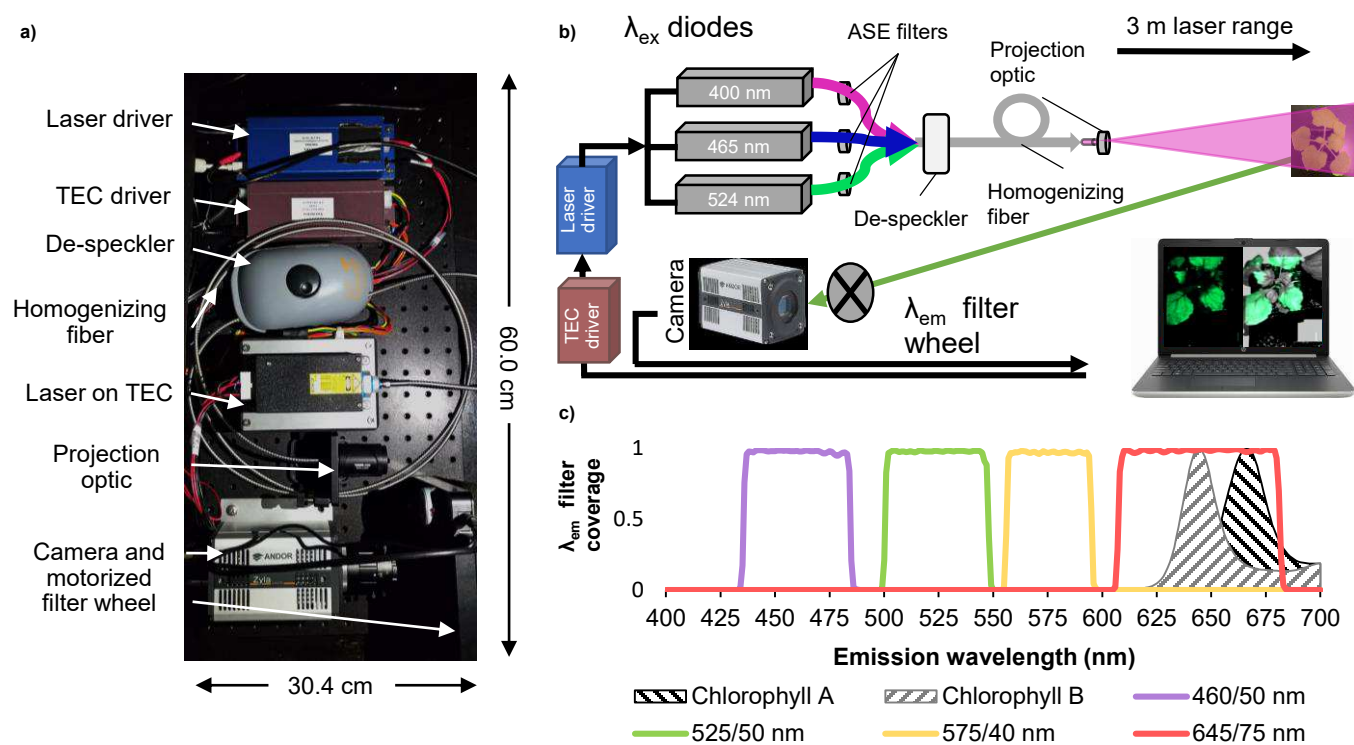 a)
Laser driver
TEC driver
De-speckler
Homogenizing
fiber
Laser on TEC
Projection
optic
Camera and
motorized
filter wheel
ANDOR
Zyla
60.0 cm
30.4 cm
b)
λex diodes
ASE filters
Projection
optic
3 m laser range
400 nm
465 nm
524 nm
Laser
driver
TEC
driver
De-speckler
Homogenizing
fiber
Camera
ANDOR
λem filter
wheel
c)
λem filter
coverage
1
0.5
0
400 425 450 475 500 525 550 575 600 625 650 675 700
Emission wavelength (nm)
Chlorophyll A
Chlorophyll B
460/50 nm
525/50 nm
575/40 nm
645/75 nm